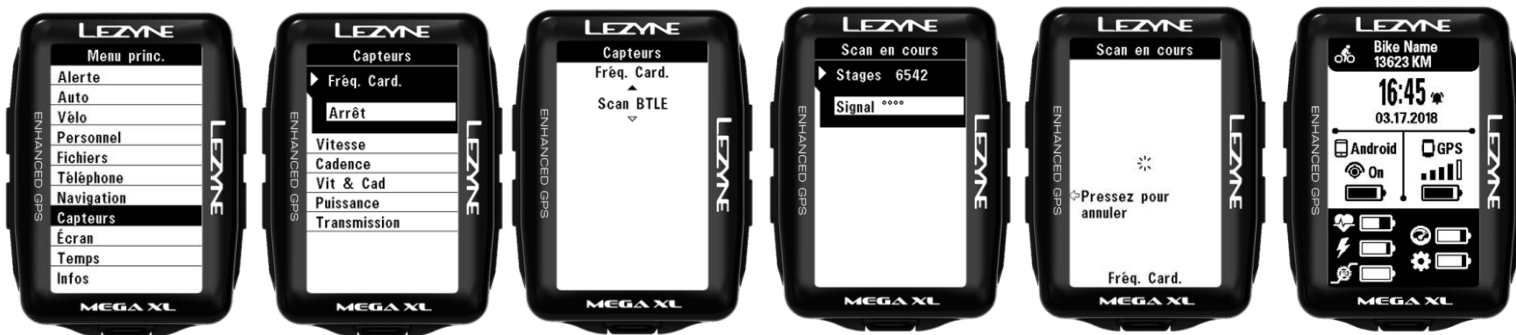 LEZYNE
Menu princ.
Alerte
Auto
Vélo
Personnel
Fichiers
Téléphone
Navigation
Capteurs
Écran
Temps
Infos
ENHANCED GPS
LEZYNE
MEGA XL
LEZYNE
Capteurs
Fréq. Card.
Arrêt
Vitesse
Cadence
Vit & Cad
Puissance
Transmission
ENHANCED GPS
LEZYNE
MEGA XL
LEZYNE
Capteurs
Fréq. Card.
Scan BTLE
ENHANCED GPS
LEZYNE
MEGA XL
LEZYNE
Scan en cours
Stages 6542
Signal °°°°
ENHANCED GPS
LEZYNE
MEGA XL
LEZYNE
Scan en cours
Pressez pour
annuler
Fréq. Card.
ENHANCED GPS
LEZYNE
MEGA XL
LEZYNE
Bike Name
13623 KM
16:45
03.17.2018
Android GPS
On
ENHANCED GPS
LEZYNE
MEGA XL